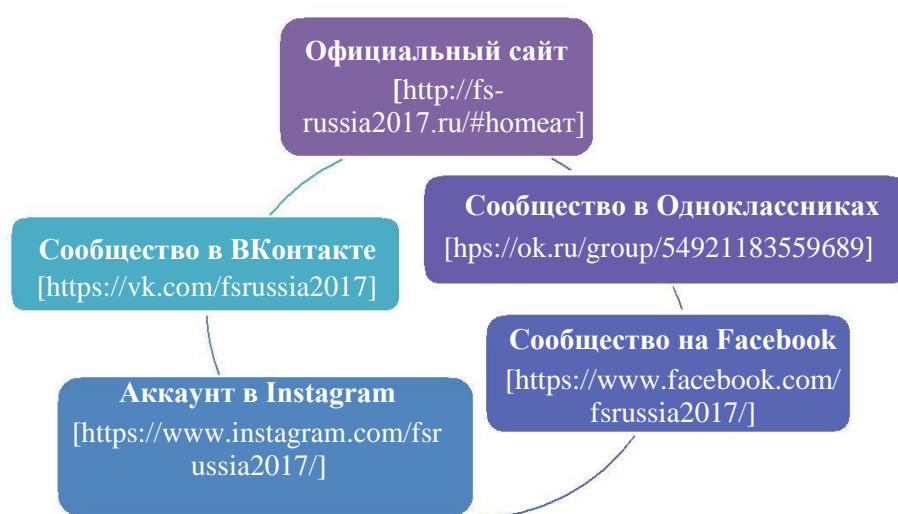 Официальный сайт
[http://fs-
russia2017.ru/#homeат]
Сообщество в Одноклассниках
[hps://ok.ru/group/54921183559689]
Сообщество в ВКонтакте
[https://vk.com/fsrussia2017]
Сообщество на Facebook
[https://www.facebook.com/
fsrussia2017/]
Аккаунт в Instagram
[https://www.instagram.com/fsr
ussia2017/]